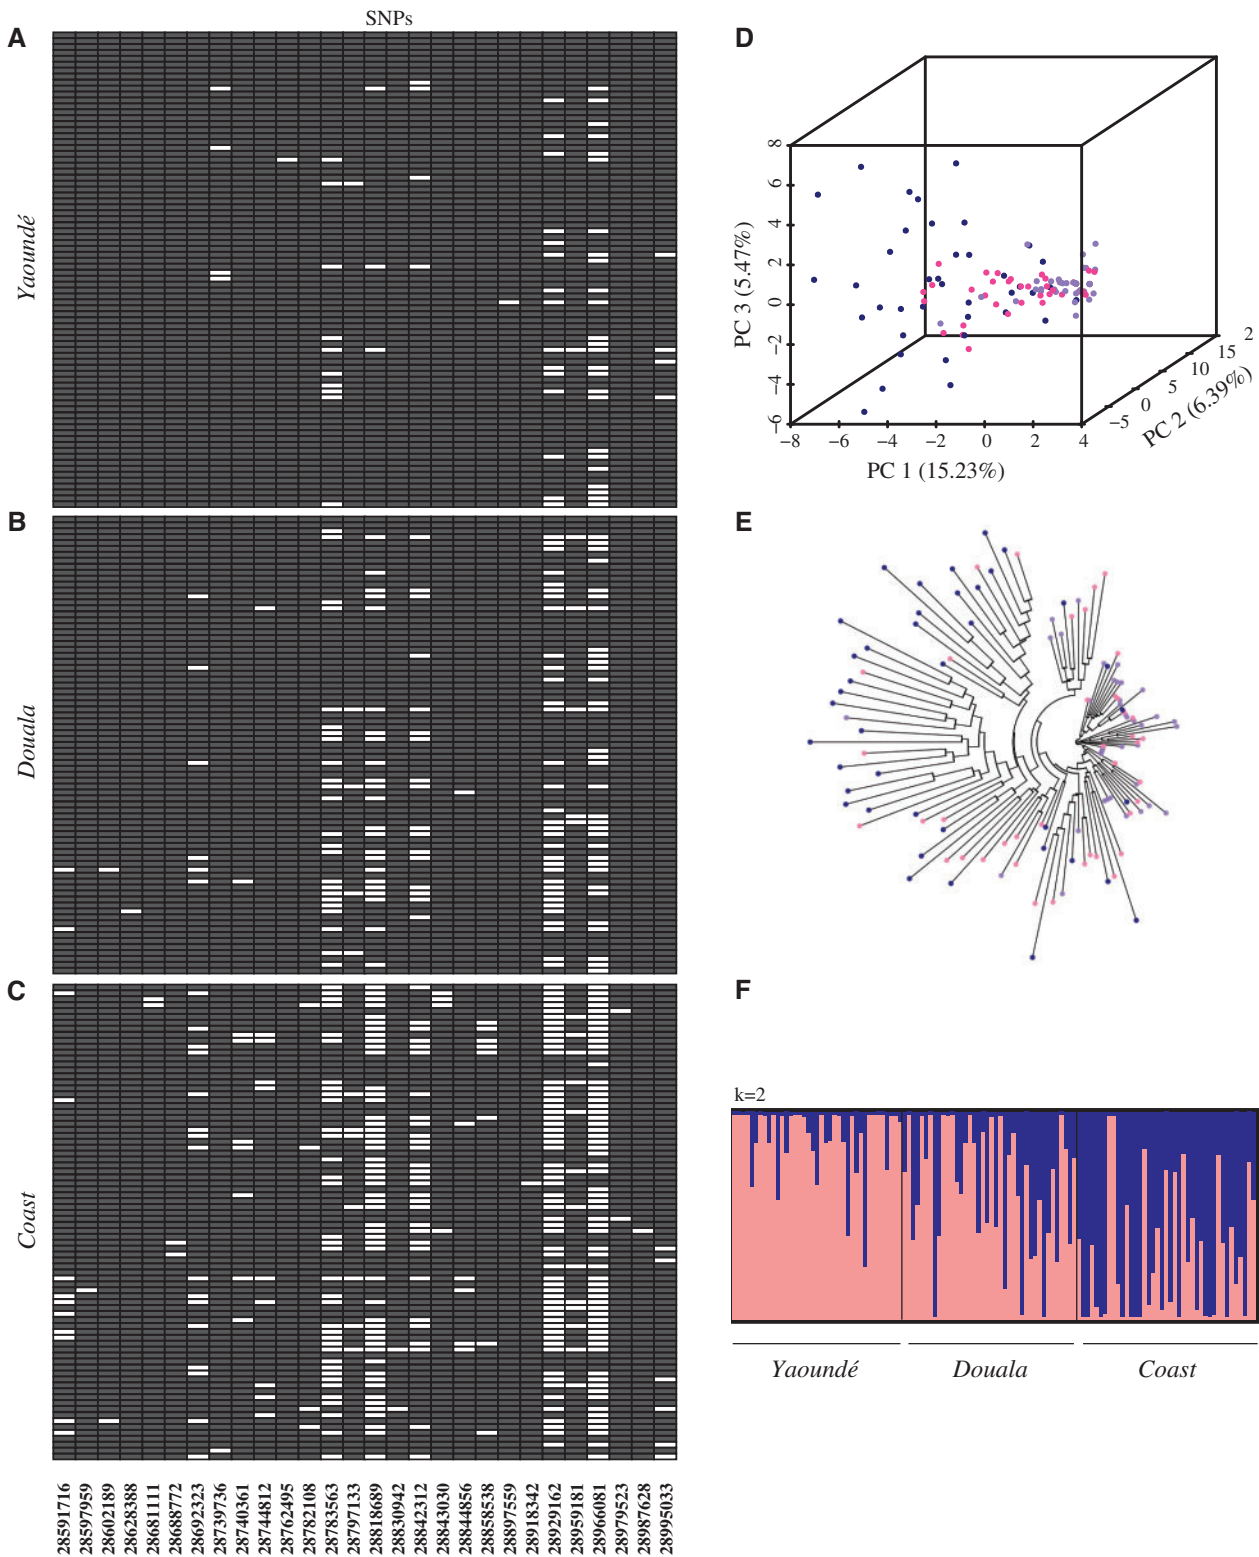 SNPs
A
Yaoundé
B
Douala
C
Coast
28591716
28597959
28602189
28628388
28681111
28688772
28692323
28739736
28740361
28744812
28762495
28782108
28783563
28797133
28818689
28830942
28842312
28843030
28844856
28858538
28897559
28918342
28929162
28959181
28966081
28979523
28987628
28995033
D
PC 3 (5.47%)
8
6
4
2
0
−2
−4
−6
−8 −6 −4 −2 0 2 4
PC 1 (15.23%)
−5 0 5 10 15 2
PC 2 (6.39%)
E
F
k=2
Yaoundé Douala Coast